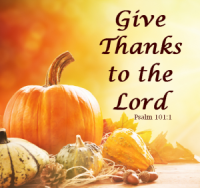 Give
Thanks
to the
Lord
Psalm 101:1